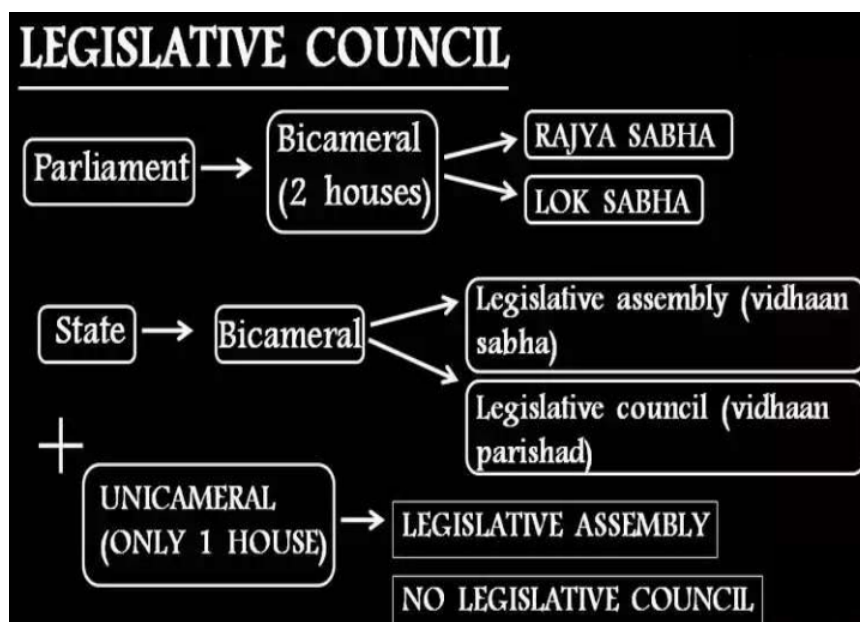 LEGISLATIVE COUNCIL
Parliament
Bicameral
(2 houses)
RAJYA SABHA
LOK SABHA
State
Bicameral
Legislative assembly (vidhaan
sabha)
Legislative council (vidhaan
parishad)
+
UNICAMERAL
(ONLY 1 HOUSE)
LEGISLATIVE ASSEMBLY
NO LEGISLATIVE COUNCIL